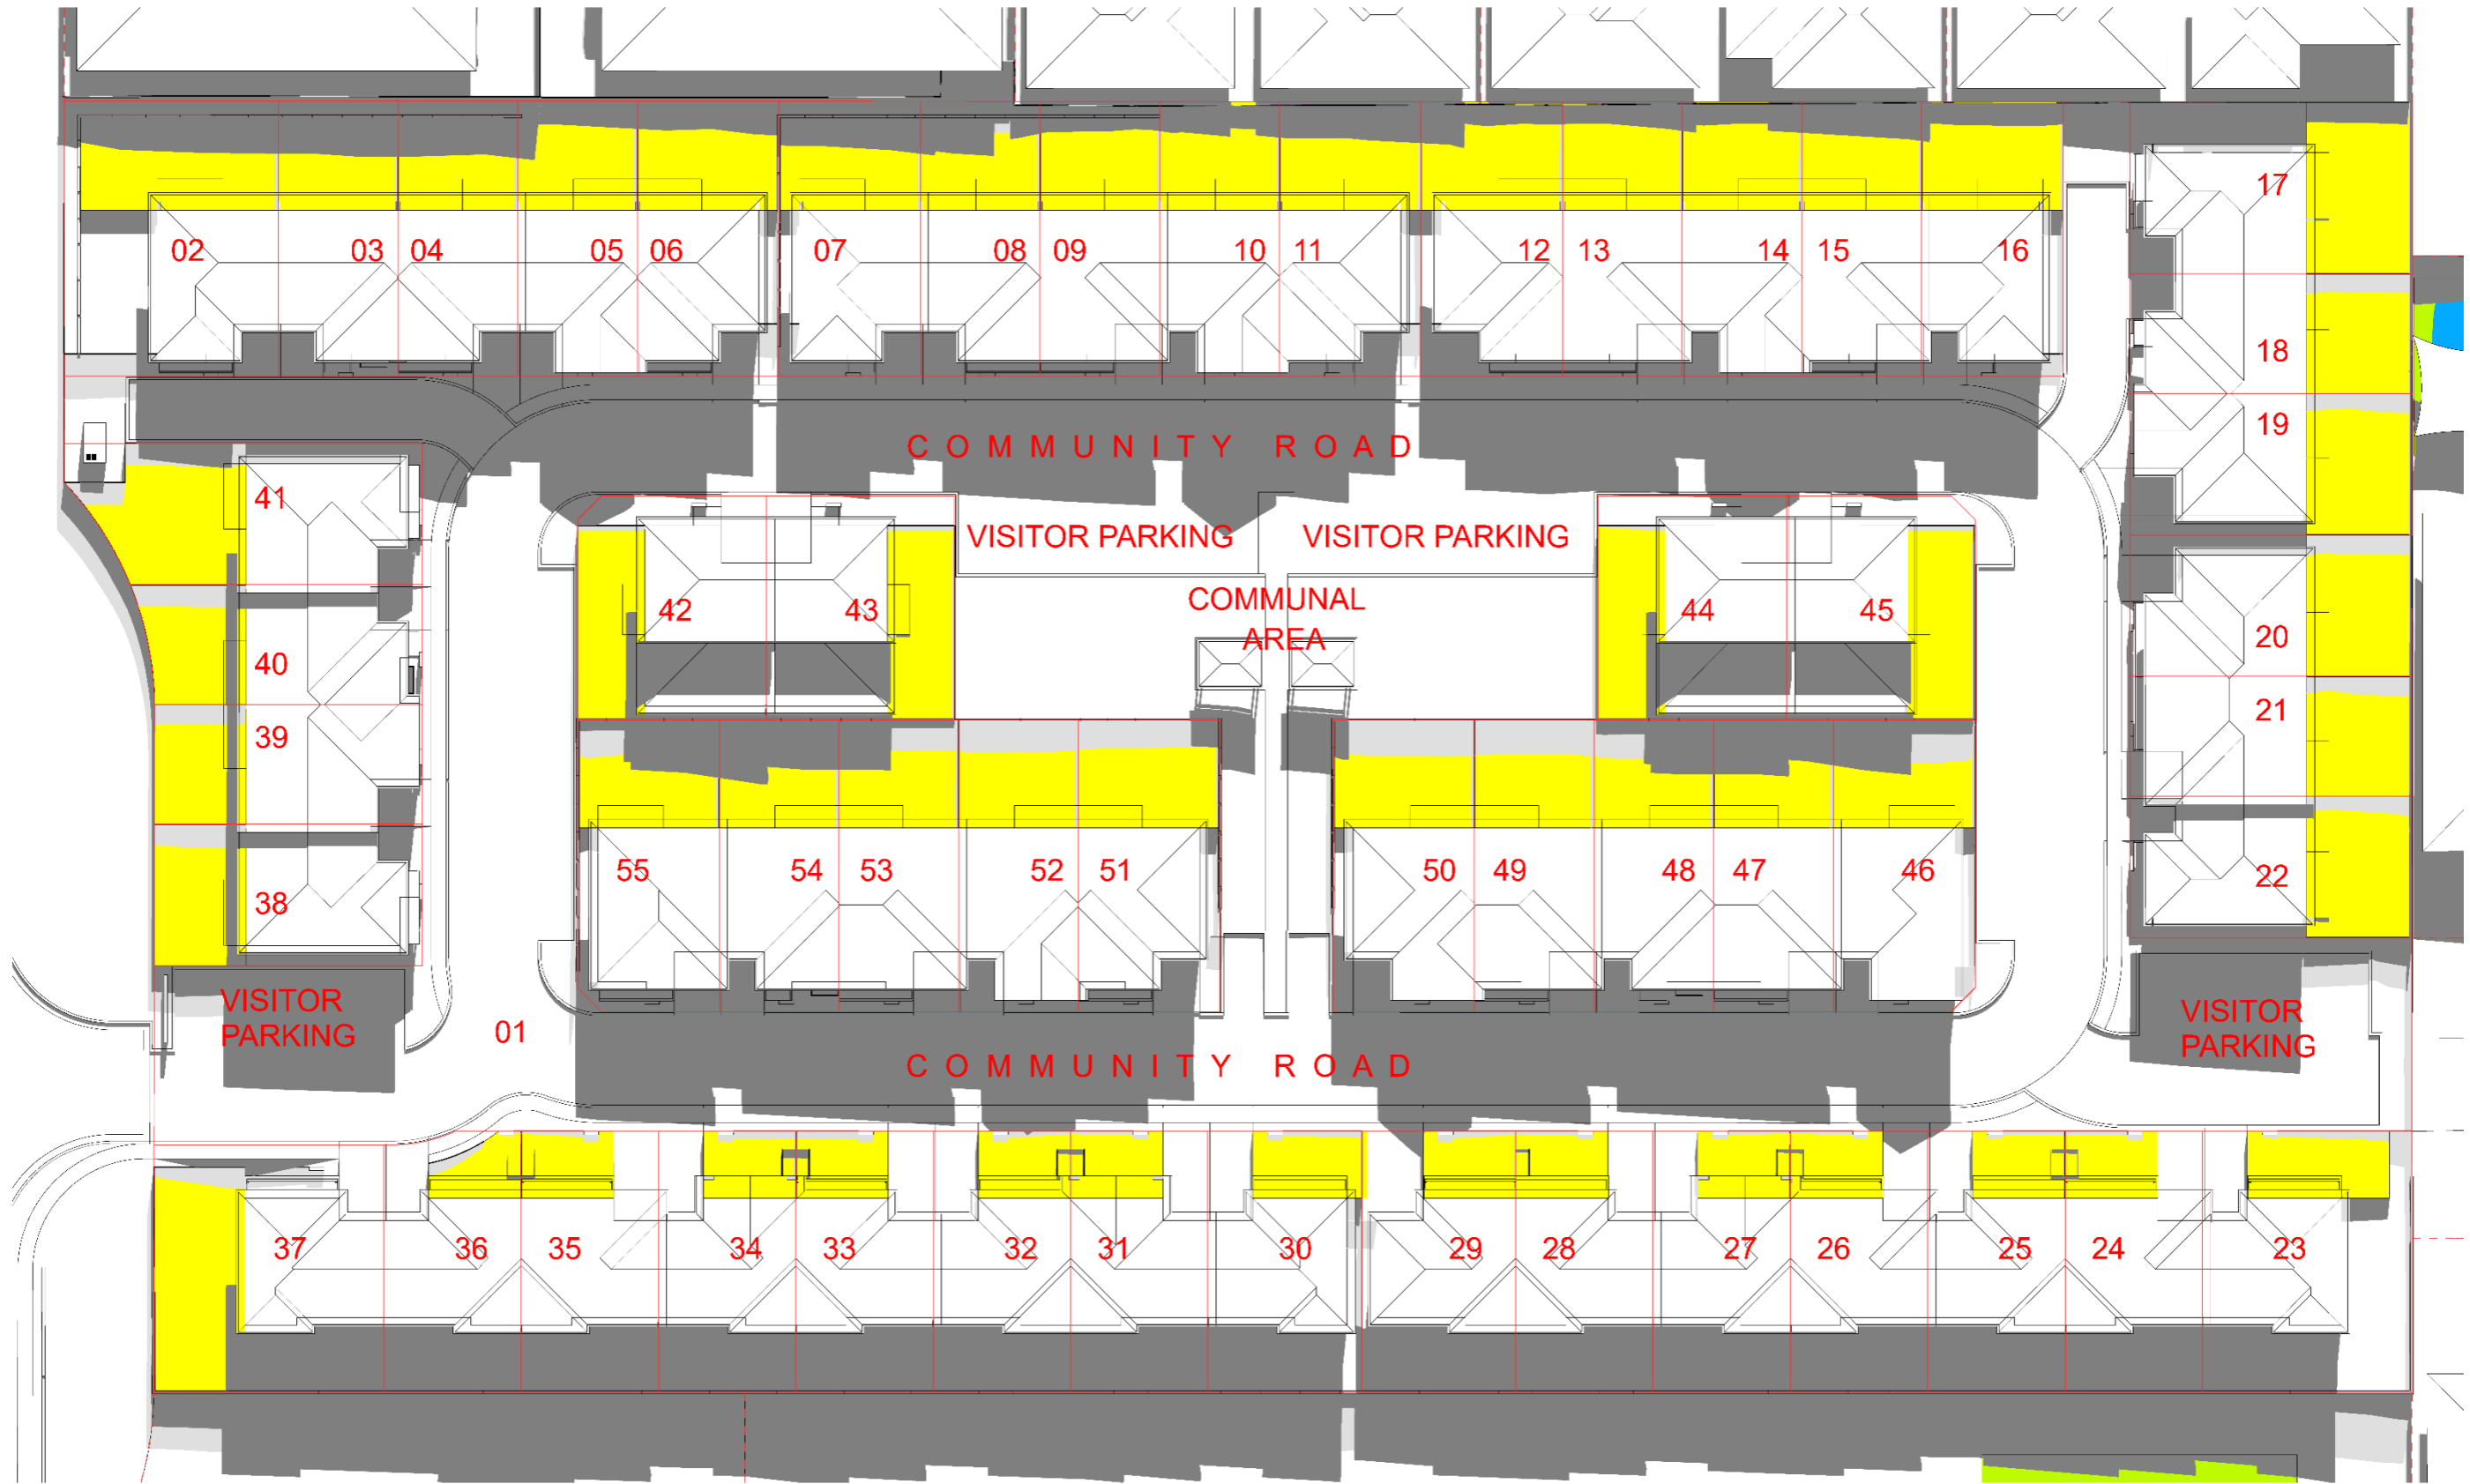 02 03 04 05 06 07 08 09 10 11 12 13 14 15 16
17
18
19
COMMUNITY ROAD
41
VISITOR PARKING VISITOR PARKING
42 43
COMMUNAL
AREA
44 45
20
40
21
39
55 54 53 52 51 50 49 48 47 46
22
38
VISITOR
PARKING
01
COMMUNITY ROAD
VISITOR
PARKING
37 36 35 34 33 32 31 30 29 28 27 26 25 24 23